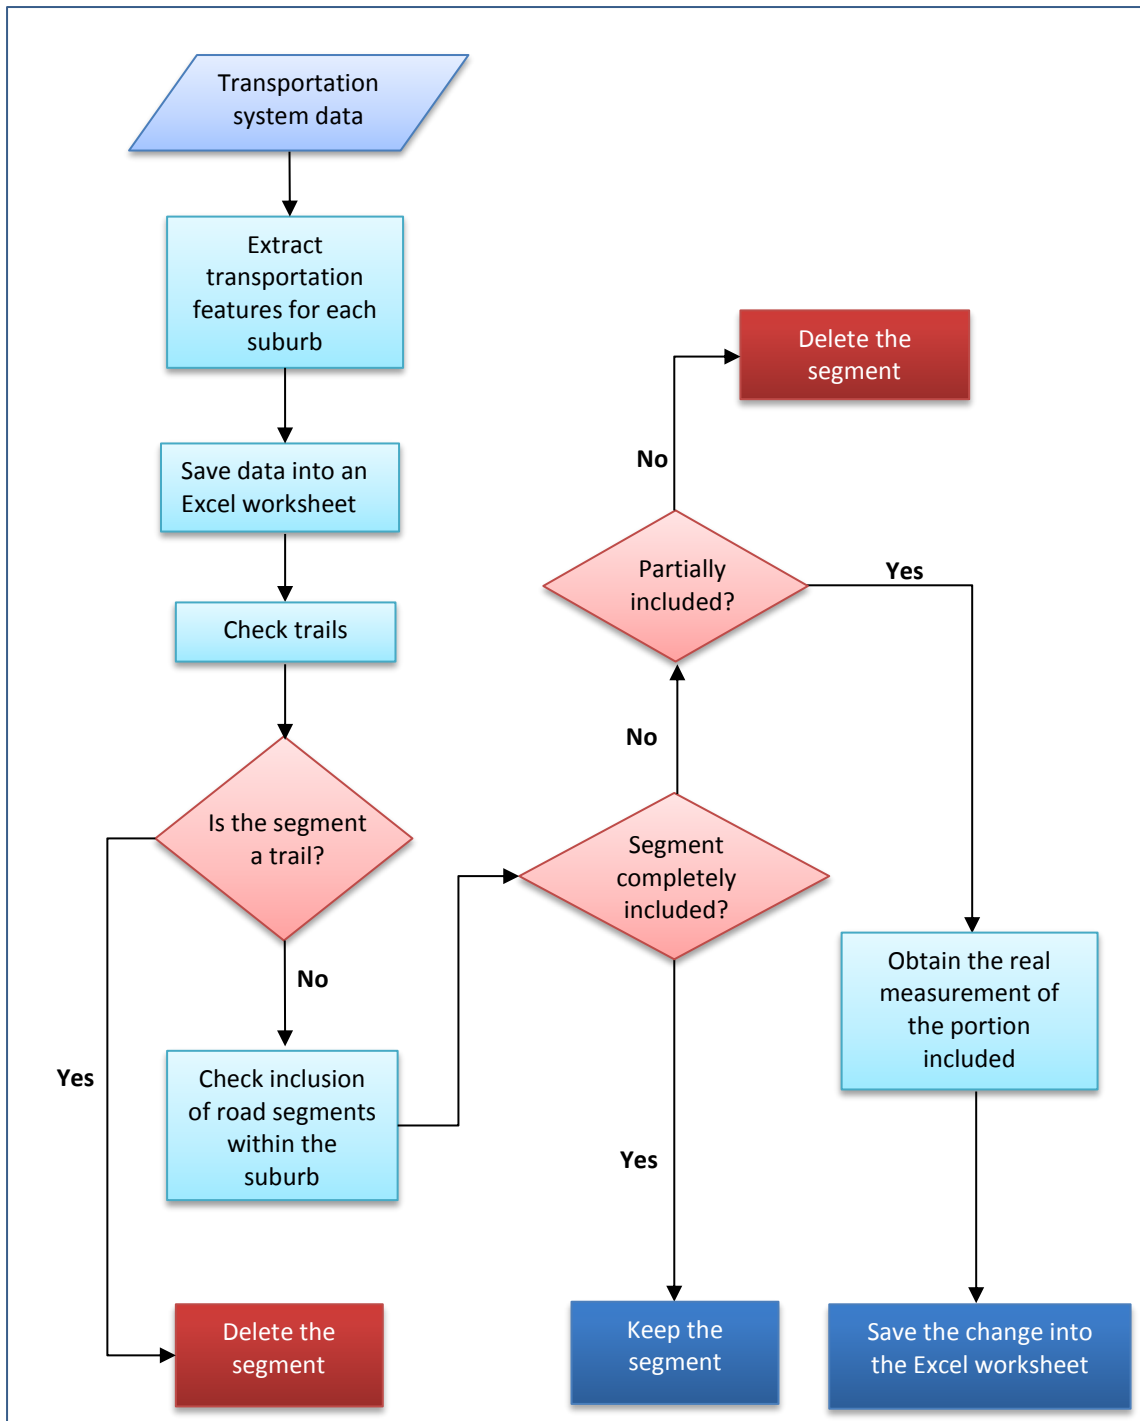 Transportation
system data
Extract
transportation
features for each
suburb
Save data into an
Excel worksheet
Check trails
Is the segment
a trail?
Yes
No
Delete the
segment
Check inclusion
of road segments
within the
suburb
Segment
completely
included?
No
Yes
Keep the
segment
Partially
included?
No
Yes
Delete the
segment
Obtain the real
measurement of
the portion
included
Save the change into
the Excel worksheet